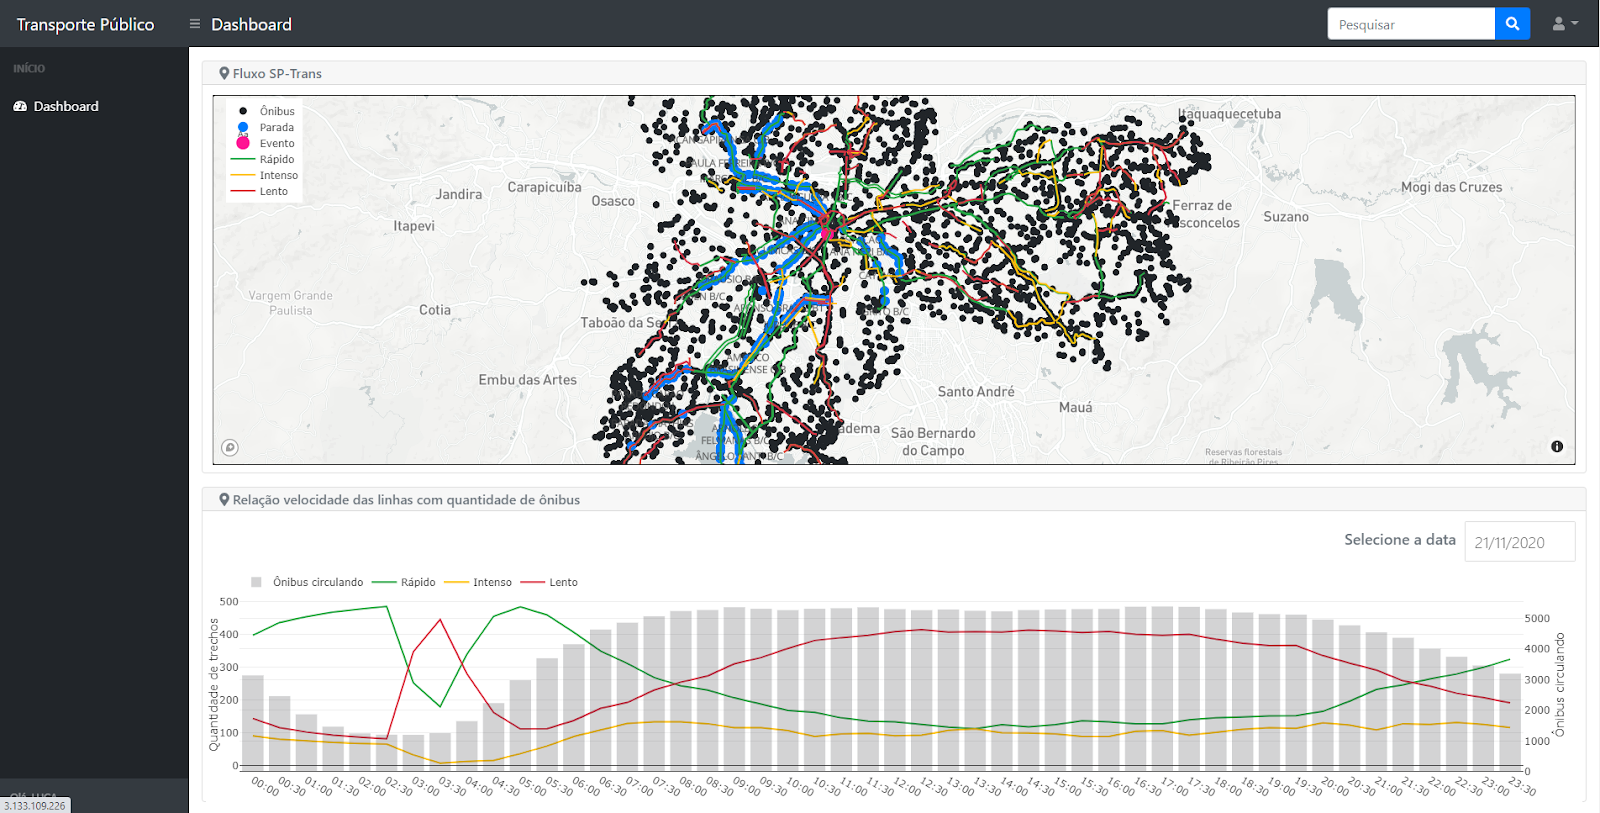 Transporte Público
Dashboard
Pesquisar
INÍCIO
Dashboard
Fluxo SP-Trans
Ônibus
Parada
Aa
Evento
Rápido
Intenso
Lento
Itaquaquecetuba
Jandira
Carapicuíba
Osasco
Itapevi
Mogi das Cruzes
Ferraz de
Suzano
Vargem Grande
Paulista
Cotia
Taboão da
Embu das Artes
Santo André
Mauá
São Bernardo
do Campo
Reservas florestais
de Ribeirão Pires
Relação velocidade das linhas com quantidade de ônibus
Selecione a data
21/11/2020
Ônibus circulando
Rápido
Intenso
Lento
Quantidade de trechos
500
400
300
200
100
0
Ônibus circulando
5000
4000
3000
2000
1000
0
00:00 00:30 01:00 01:30 02:00 02:30 03:00 03:30 04:00 04:30 05:00 05:30 06:00 06:30 07:00 07:30 08:00 08:30 09:00 09:30 10:00 10:30 11:00 11:30 12:00 12:30 13:00 13:30 14:00 14:30 15:00 15:30 16:00 16:30 17:00 17:30 18:00 18:30 19:00 19:30 20:00 20:30 21:00 21:30 22:00 22:30 23:00 23:30
3.133.109.226